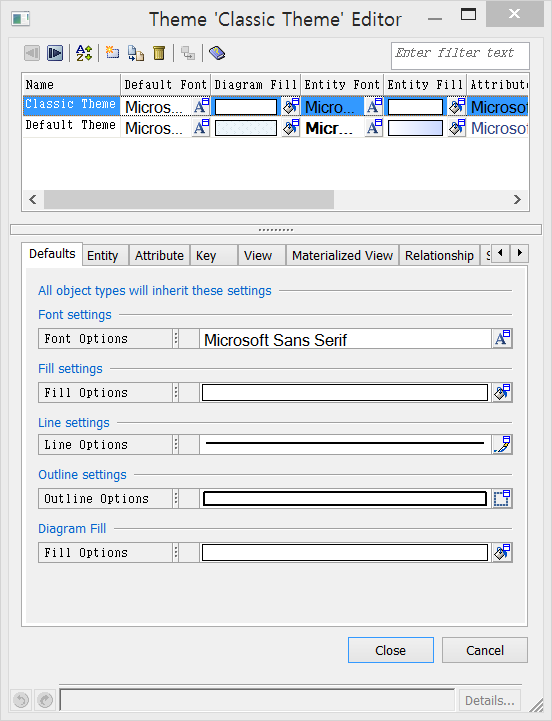 Theme 'Classic Theme' Editor
Enter filter text
Name Default Font Diagram Fill Entity Font Entity Fill Attribute
Classic Theme Micros... Micro... Microsoft
Default Theme Micros... Micr... Microsoft
Defaults Entity Attribute Key View Materialized View Relationship S
All object types will inherit these settings
Font settings
Font Options Microsoft Sans Serif
Fill settings
Fill Options
Line settings
Line Options
Outline settings
Outline Options
Diagram Fill
Fill Options
Close Cancel
Details...